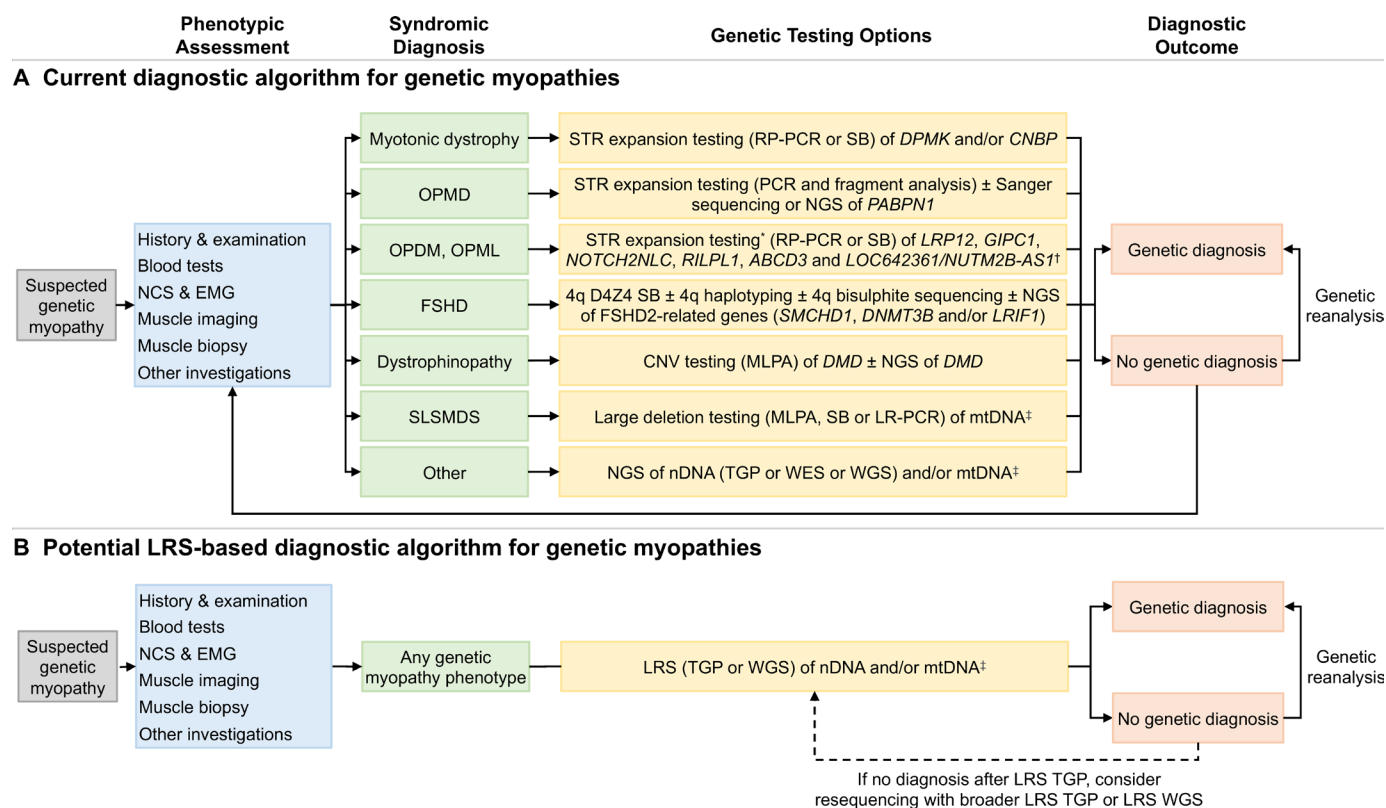 Phenotypic
Assessment
Syndromic
Diagnosis
Genetic Testing Options
Diagnostic
Outcome
A Current diagnostic algorithm for genetic myopathies
Suspected
genetic
myopathy
History & examination
Blood tests
NCS & EMG
Muscle imaging
Muscle biopsy
Other investigations
Myotonic dystrophy
STR expansion testing (RP-PCR or SB) of DPMK and/or CNBP
OPMD
STR expansion testing (PCR and fragment analysis) ± Sanger
sequencing or NGS of PABPN1
OPDM, OPML
STR expansion testing* (RP-PCR or SB) of LRP12, GIPC1,
NOTCH2NLC, RILPL1, ABCD3 and LOC642361/NUTM2B-AS1†
FSHD
4q D4Z4 SB ± 4q haplotyping ± 4q bisulphite sequencing ± NGS
of FSHD2-related genes (SMCHD1, DNMT3B and/or LRIF1)
Dystrophinopathy
CNV testing (MLPA) of DMD ± NGS of DMD
SLSMDS
Large deletion testing (MLPA, SB or LR-PCR) of mtDNA‡
Other
NGS of nDNA (TGP or WES or WGS) and/or mtDNA‡
Genetic diagnosis
No genetic diagnosis
Genetic
reanalysis
B Potential LRS-based diagnostic algorithm for genetic myopathies
Suspected
genetic
myopathy
History & examination
Blood tests
NCS & EMG
Muscle imaging
Muscle biopsy
Other investigations
Any genetic
myopathy phenotype
LRS (TGP or WGS) of nDNA and/or mtDNA‡
Genetic diagnosis
No genetic diagnosis
Genetic
reanalysis
If no diagnosis after LRS TGP, consider
resequencing with broader LRS TGP or LRS WGS